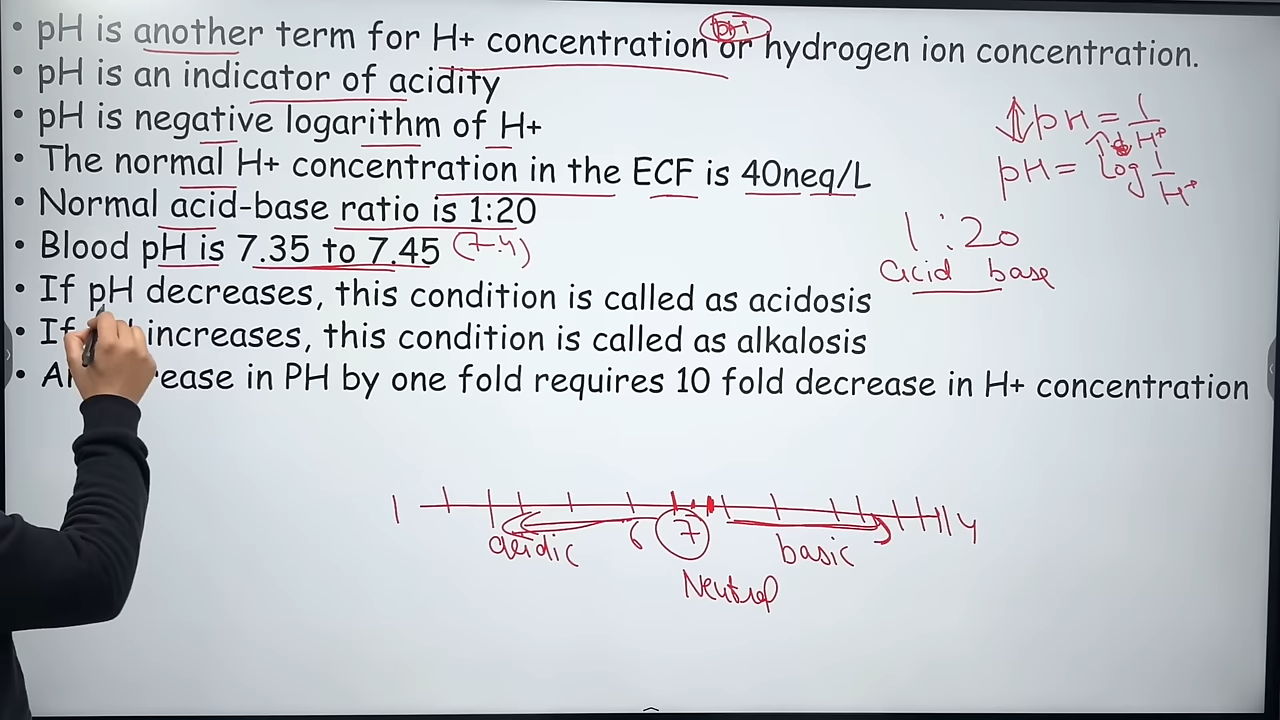 • pH is another term for H+ concentration or hydrogen ion concentration.
pH
• pH is an indicator of acidity
• pH is negative logarithm of H+
• The normal H+ concentration in the ECF is 40neq/L
• Normal acid-base ratio is 1:20
• Blood pH is 7.35 to 7.45 (7.4)
• If pH decreases, this condition is called as acidosis
• If increases, this condition is called as alkalosis
• rease in PH by one fold requires 10 fold decrease in H+ concentration
↕pH = 1/H+
pH = log 1/H+
1:20
acid base
1 6 7 14
acidic basic
Neutral